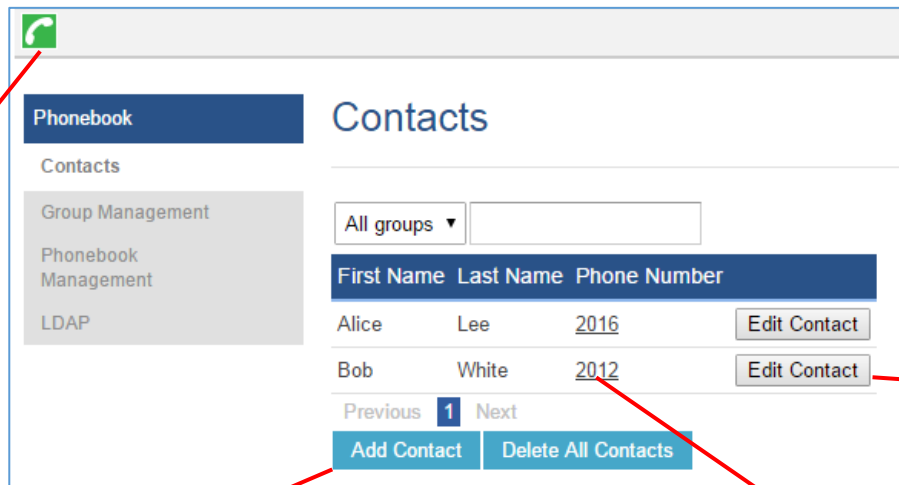 Phonebook
Contacts
Group Management
Phonebook
Management
LDAP
Contacts
All groups
First Name Last Name Phone Number
Alice Lee 2016 Edit Contact
Bob White 2012 Edit Contact
Previous 1 Next
Add Contact Delete All Contacts